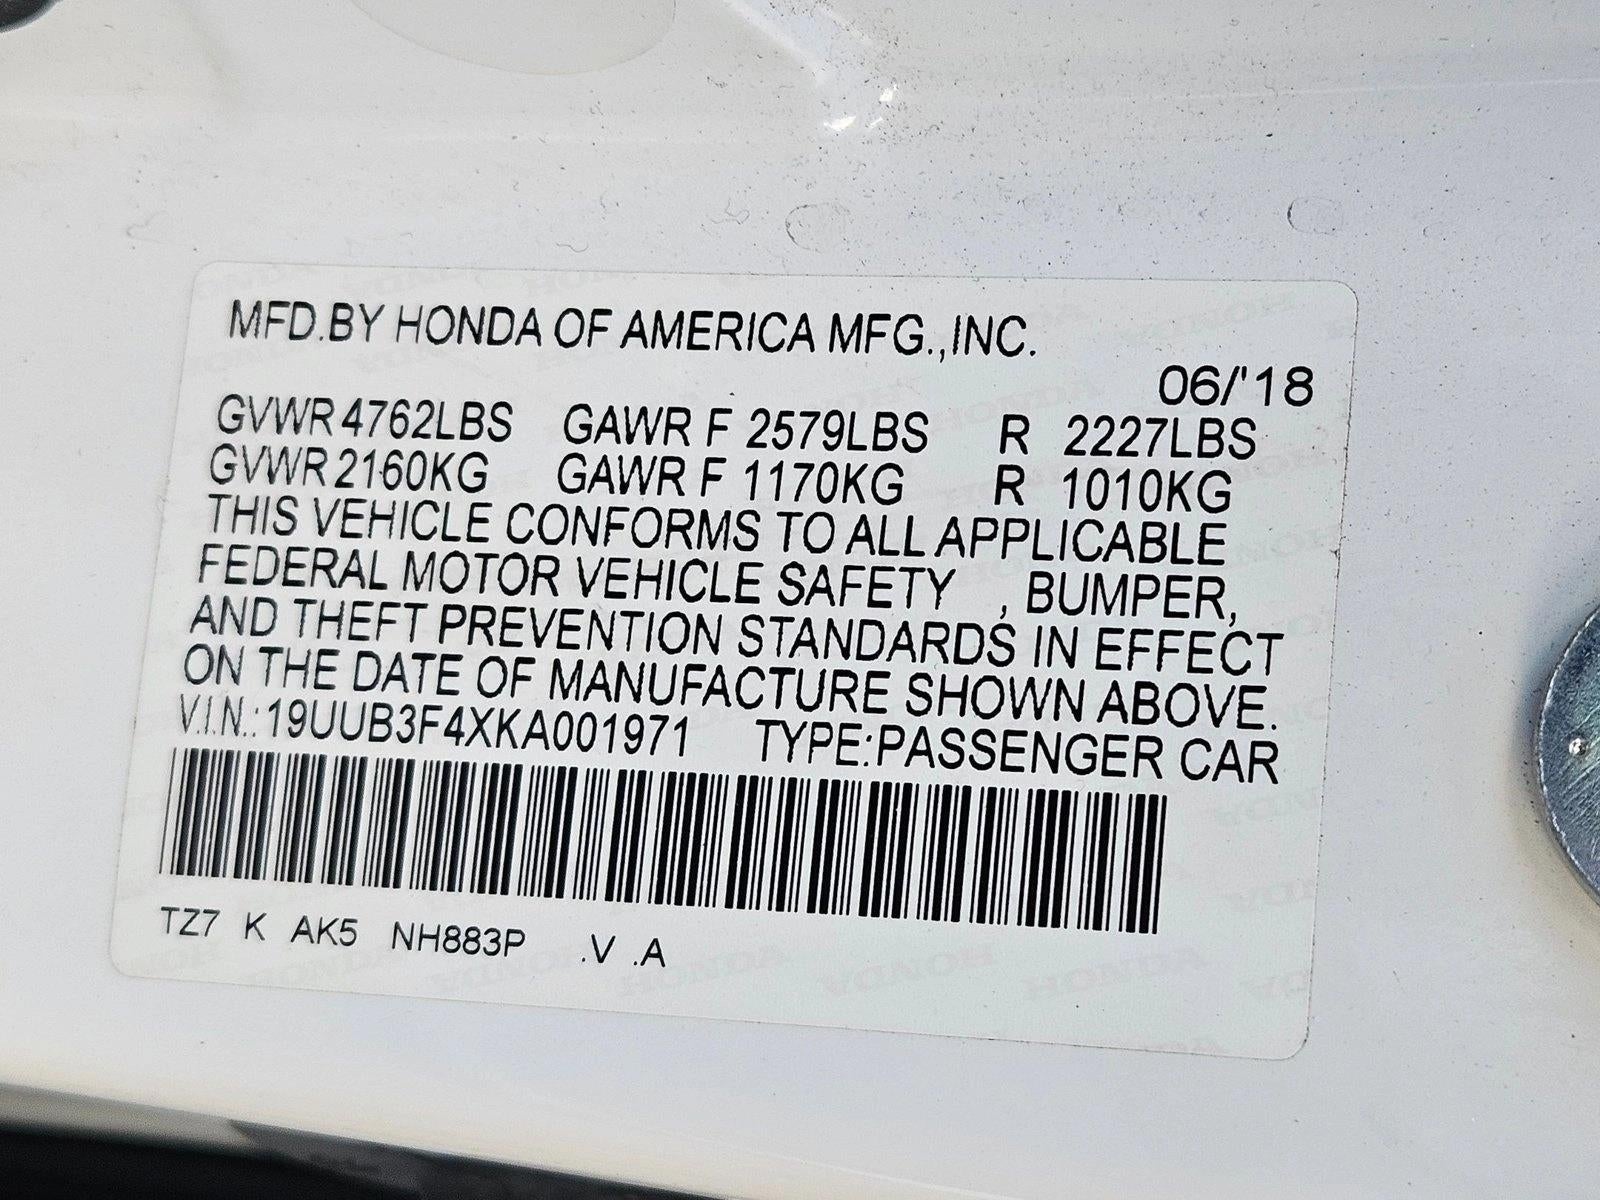 MFD.BY HONDA OF AMERICA MFG.,INC.
06/'18
GVWR 4762LBS GAWR F 2579LBS R 2227LBS
GVWR 2160KG GAWR F 1170KG R 1010KG
THIS VEHICLE CONFORMS TO ALL APPLICABLE
FEDERAL MOTOR VEHICLE SAFETY , BUMPER,
AND THEFT PREVENTION STANDARDS IN EFFECT
ON THE DATE OF MANUFACTURE SHOWN ABOVE.
V.I.N.: 19UUB3F4XKA001971 TYPE:PASSENGER CAR
TZ7 K AK5 NH883P .V .A